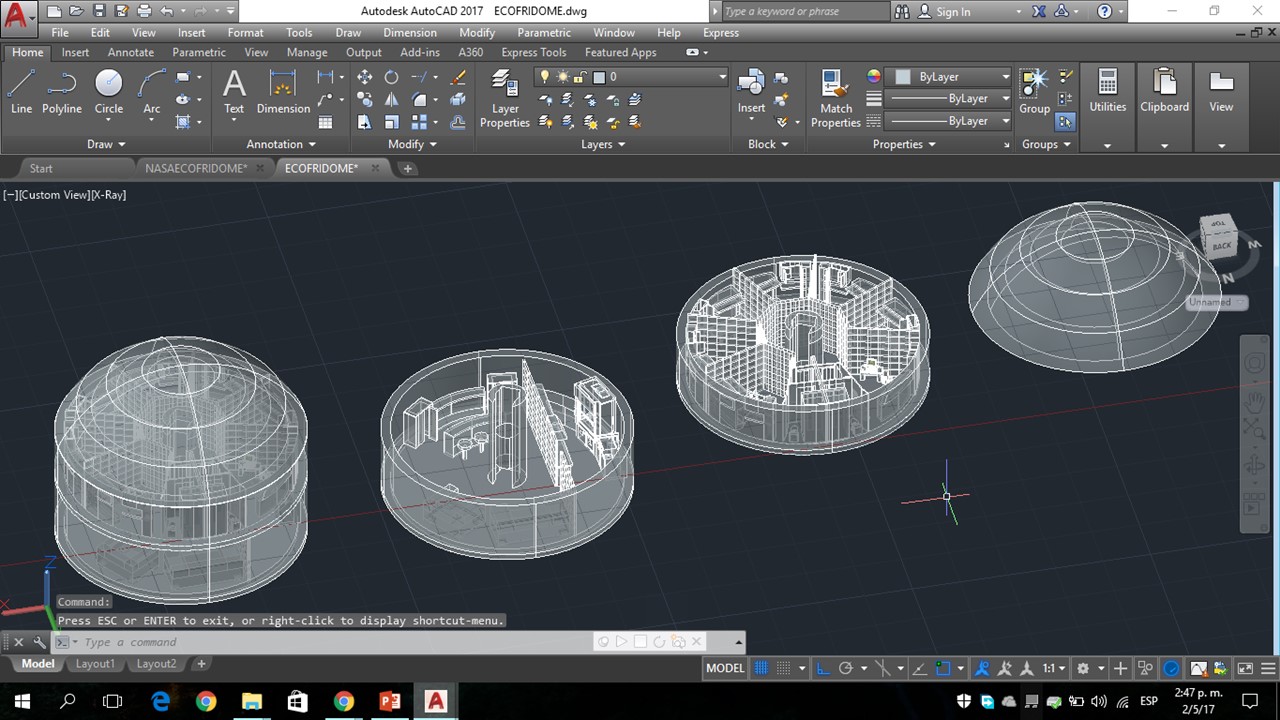 Autodesk AutoCAD 2017 ECOFRIDOME.dwg
Type a keyword or phrase
Sign In
File Edit View Insert Format Tools Draw Dimension Modify Parametric Window Help Express
Home Insert Annotate Parametric View Manage Output Add-ins A360 Express Tools Featured Apps
0
ByLayer
ByLayer
ByLayer
Line Polyline Circle Arc
Text Dimension
Layer Properties
Insert
Match Properties
Group
Utilities
Clipboard
View
Draw
Annotation
Modify
Layers
Block
Properties
Groups
Start
NASAECOFRIDOME*
ECOFRIDOME*
[−][Custom View][X-Ray]
TOP
BACK
N
Unnamed
Z
X
Command:
Press ESC or ENTER to exit, or right-click to display shortcut-menu.
Type a command
Model Layout1 Layout2
MODEL
1:1
ESP
2:47 p. m.
2/5/17